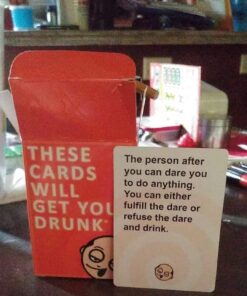 THESE
CARDS
WILL
GET YOU
DRUNK
The person after
you can dare you
to do anything.
You can either
fulfill the dare or
refuse the dare
and drink.